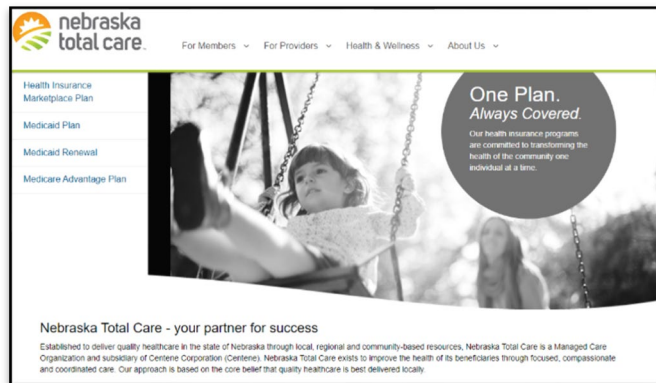 nebraska
total care™
For Members
For Providers
Health & Wellness
About Us
Health Insurance
Marketplace Plan
Medicaid Plan
Medicaid Renewal
Medicare Advantage Plan
One Plan.
Always Covered.
Our health insurance programs
are committed to transforming the
health of the community one
individual at a time.
Nebraska Total Care - your partner for success
Established to deliver quality healthcare in the state of Nebraska through local, regional and community-based resources, Nebraska Total Care is a Managed Care
Organization and subsidiary of Centene Corporation (Centene). Nebraska Total Care exists to improve the health of its beneficiaries through focused, compassionate
and coordinated care. Our approach is based on the core belief that quality healthcare is best delivered locally.